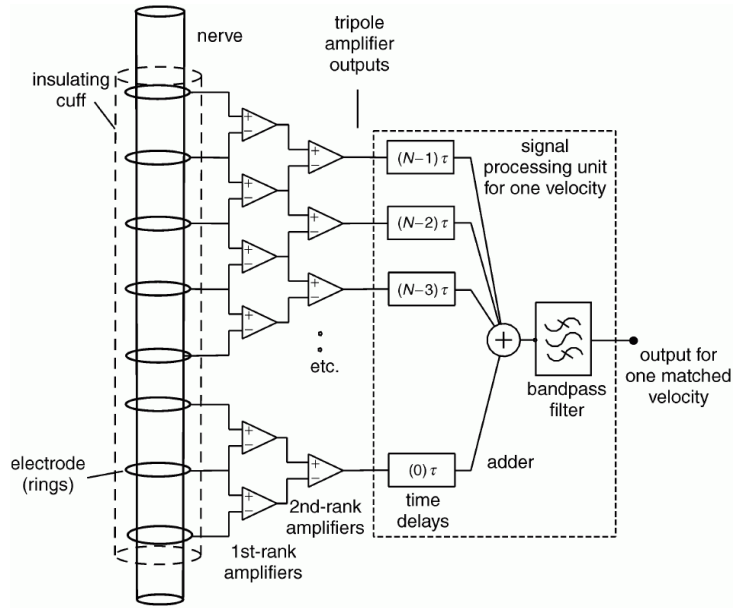 nerve
tripole
amplifier
outputs
insulating
cuff
signal
processing unit
for one velocity
(N−1) τ
(N−2) τ
(N−3) τ
+
−
+
−
+
−
+
−
+
−
+
−
+
−
etc.
+
bandpass
filter
output for
one matched
velocity
electrode
(rings)
+
−
+
−
+
−
(0) τ
adder
time
delays
2nd-rank
amplifiers
1st-rank
amplifiers